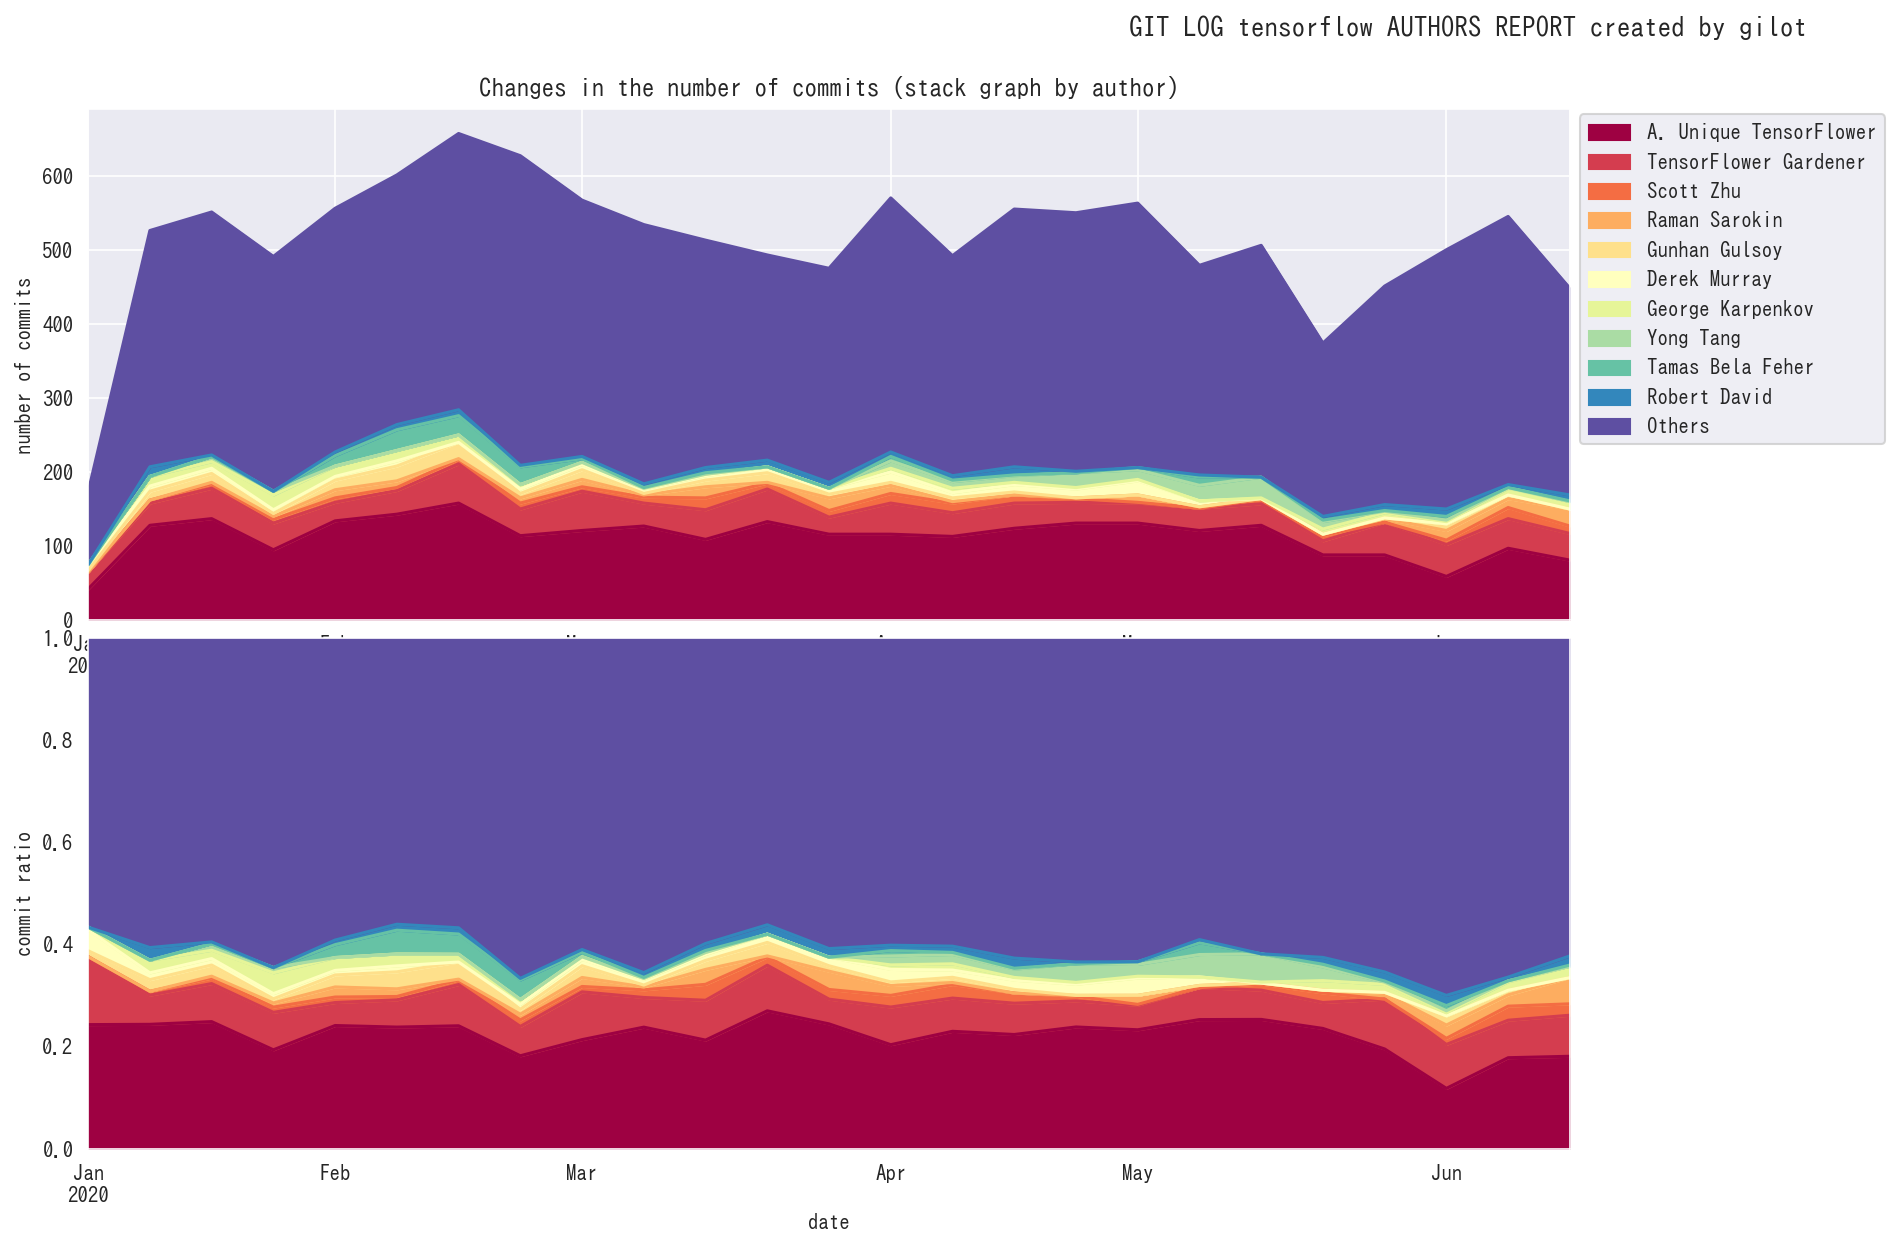 GIT LOG tensorflow AUTHORS REPORT created by gilot
Changes in the number of commits (stack graph by author)
number of commits
600
500
400
300
200
100
0
A. Unique TensorFlower
TensorFlower Gardener
Scott Zhu
Raman Sarokin
Gunhan Gulsoy
Derek Murray
George Karpenkov
Yong Tang
Tamas Bela Feher
Robert David
Others
commit ratio
1.0
0.8
0.6
0.4
0.2
0.0
Jan Feb Mar Apr May Jun
2020
date